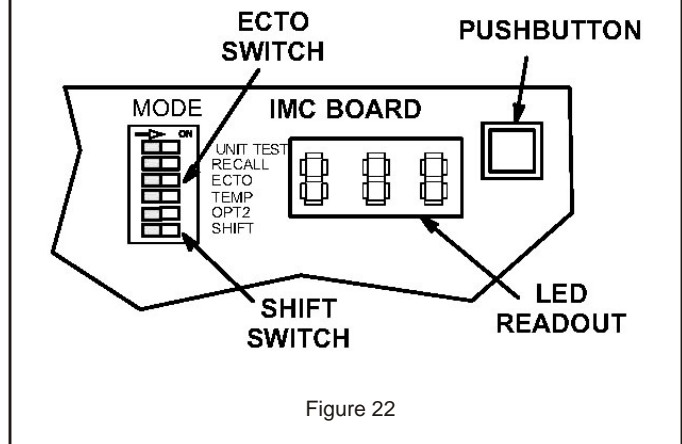 ECTO
SWITCH
PUSHBUTTON
MODE
IMC BOARD
ON
UNIT TEST
RECALL
ECTO
TEMP
OPT2
SHIFT
SHIFT
SWITCH
LED
READOUT
Figure 22